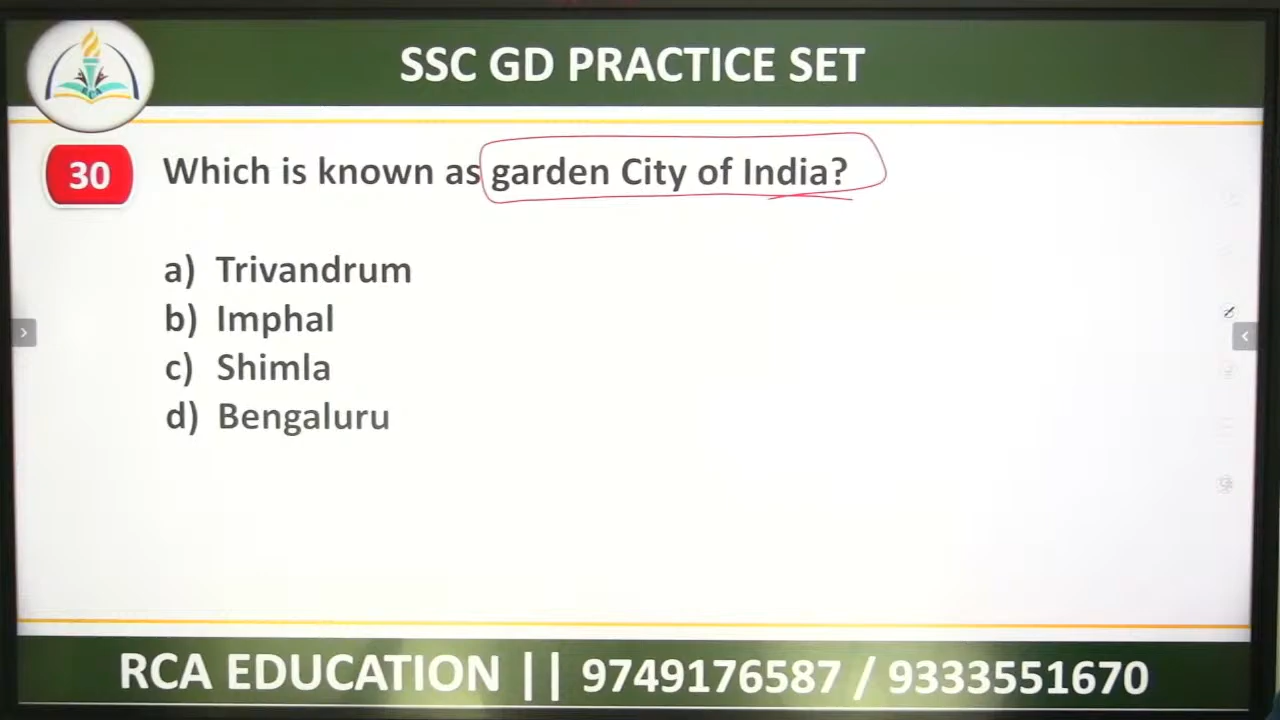 SSC GD PRACTICE SET
30 Which is known as garden City of India?
a) Trivandrum
b) Imphal
c) Shimla
d) Bengaluru
RCA EDUCATION || 9749176587 / 9333551670